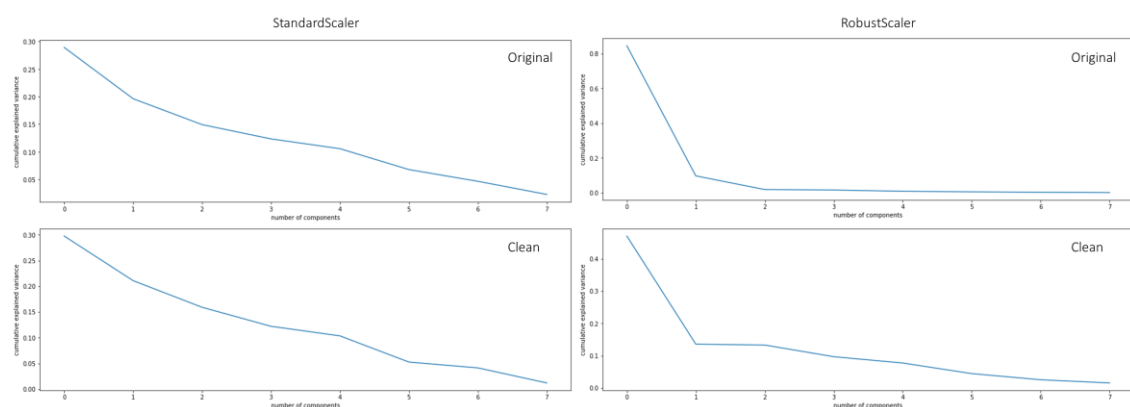 StandardScaler
RobustScaler
Original
0.30
0.25
0.20
0.15
0.10
0.05
cumulative explained variance
0 1 2 3 4 5 6 7
number of components
Original
0.8
0.6
0.4
0.2
0.0
cumulative explained variance
0 1 2 3 4 5 6 7
number of components
Clean
0.30
0.25
0.20
0.15
0.10
0.05
0.00
cumulative explained variance
0 1 2 3 4 5 6 7
number of components
Clean
0.4
0.3
0.2
0.1
0.0
cumulative explained variance
0 1 2 3 4 5 6 7
number of components